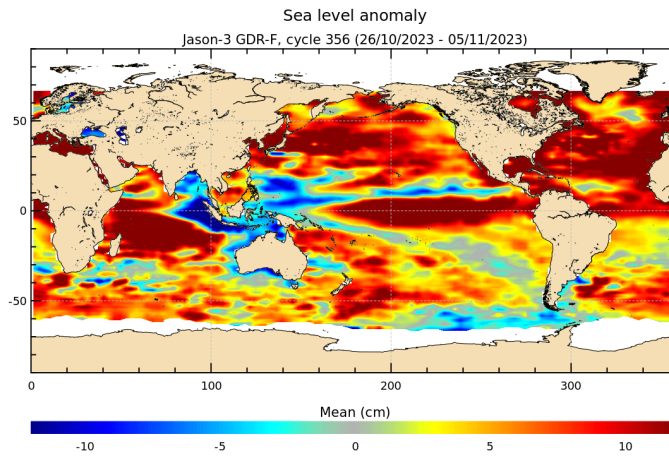 Sea level anomaly
Jason-3 GDR-F, cycle 356 (26/10/2023 - 05/11/2023)
50
0
-50
0 100 200 300
Mean (cm)
-10 -5 0 5 10